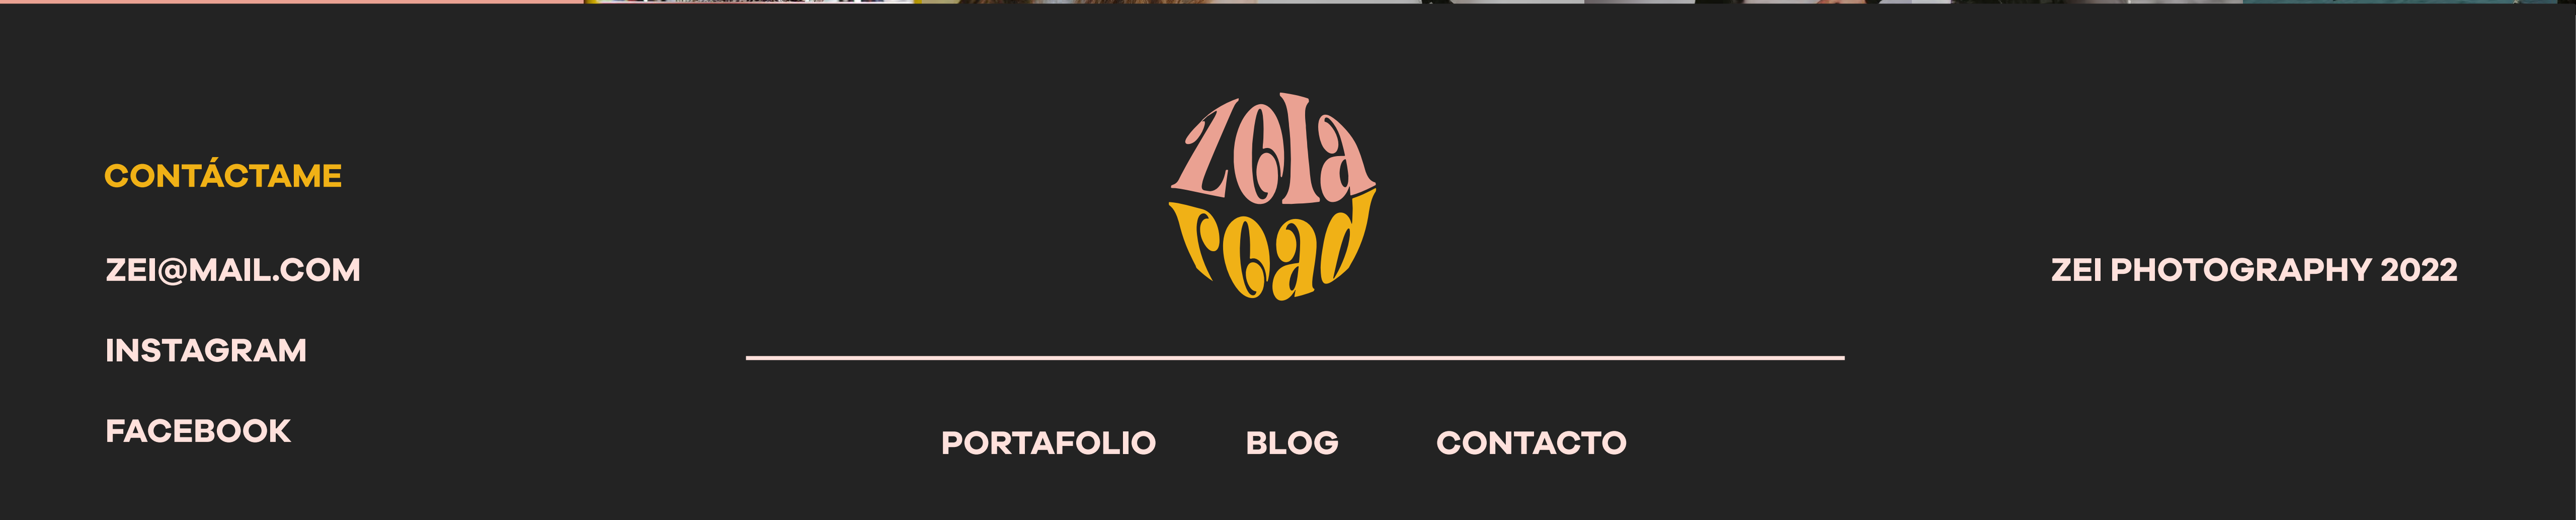 CONTÁCTAME
ZEI@MAIL.COM
INSTAGRAM
FACEBOOK
zola
road
PORTAFOLIO BLOG CONTACTO
ZEI PHOTOGRAPHY 2022